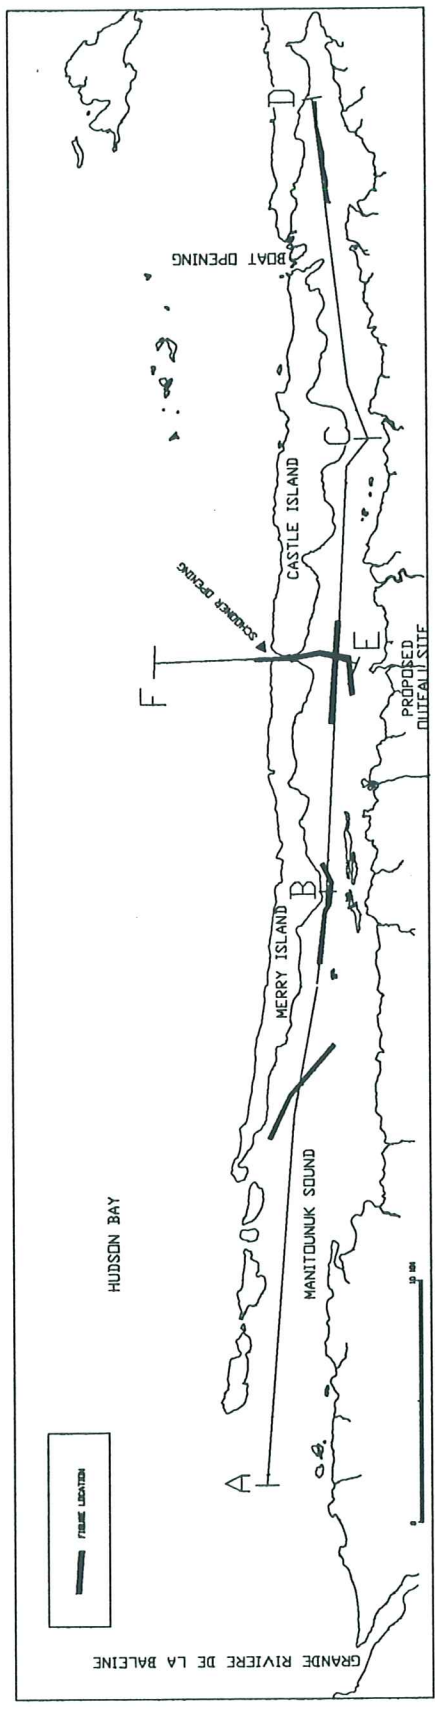 GRANDE RIVIERE DE LA BALEINE
FIGURE LOCATION
HUDSON BAY
A
MANITOUNUK SOUND
0
10 km
MERRY ISLAND
B
F
SCHOONER OPENING
E
PROPOSED
OUTFALL SITE
CASTLE ISLAND
C
BOAT OPENING
D